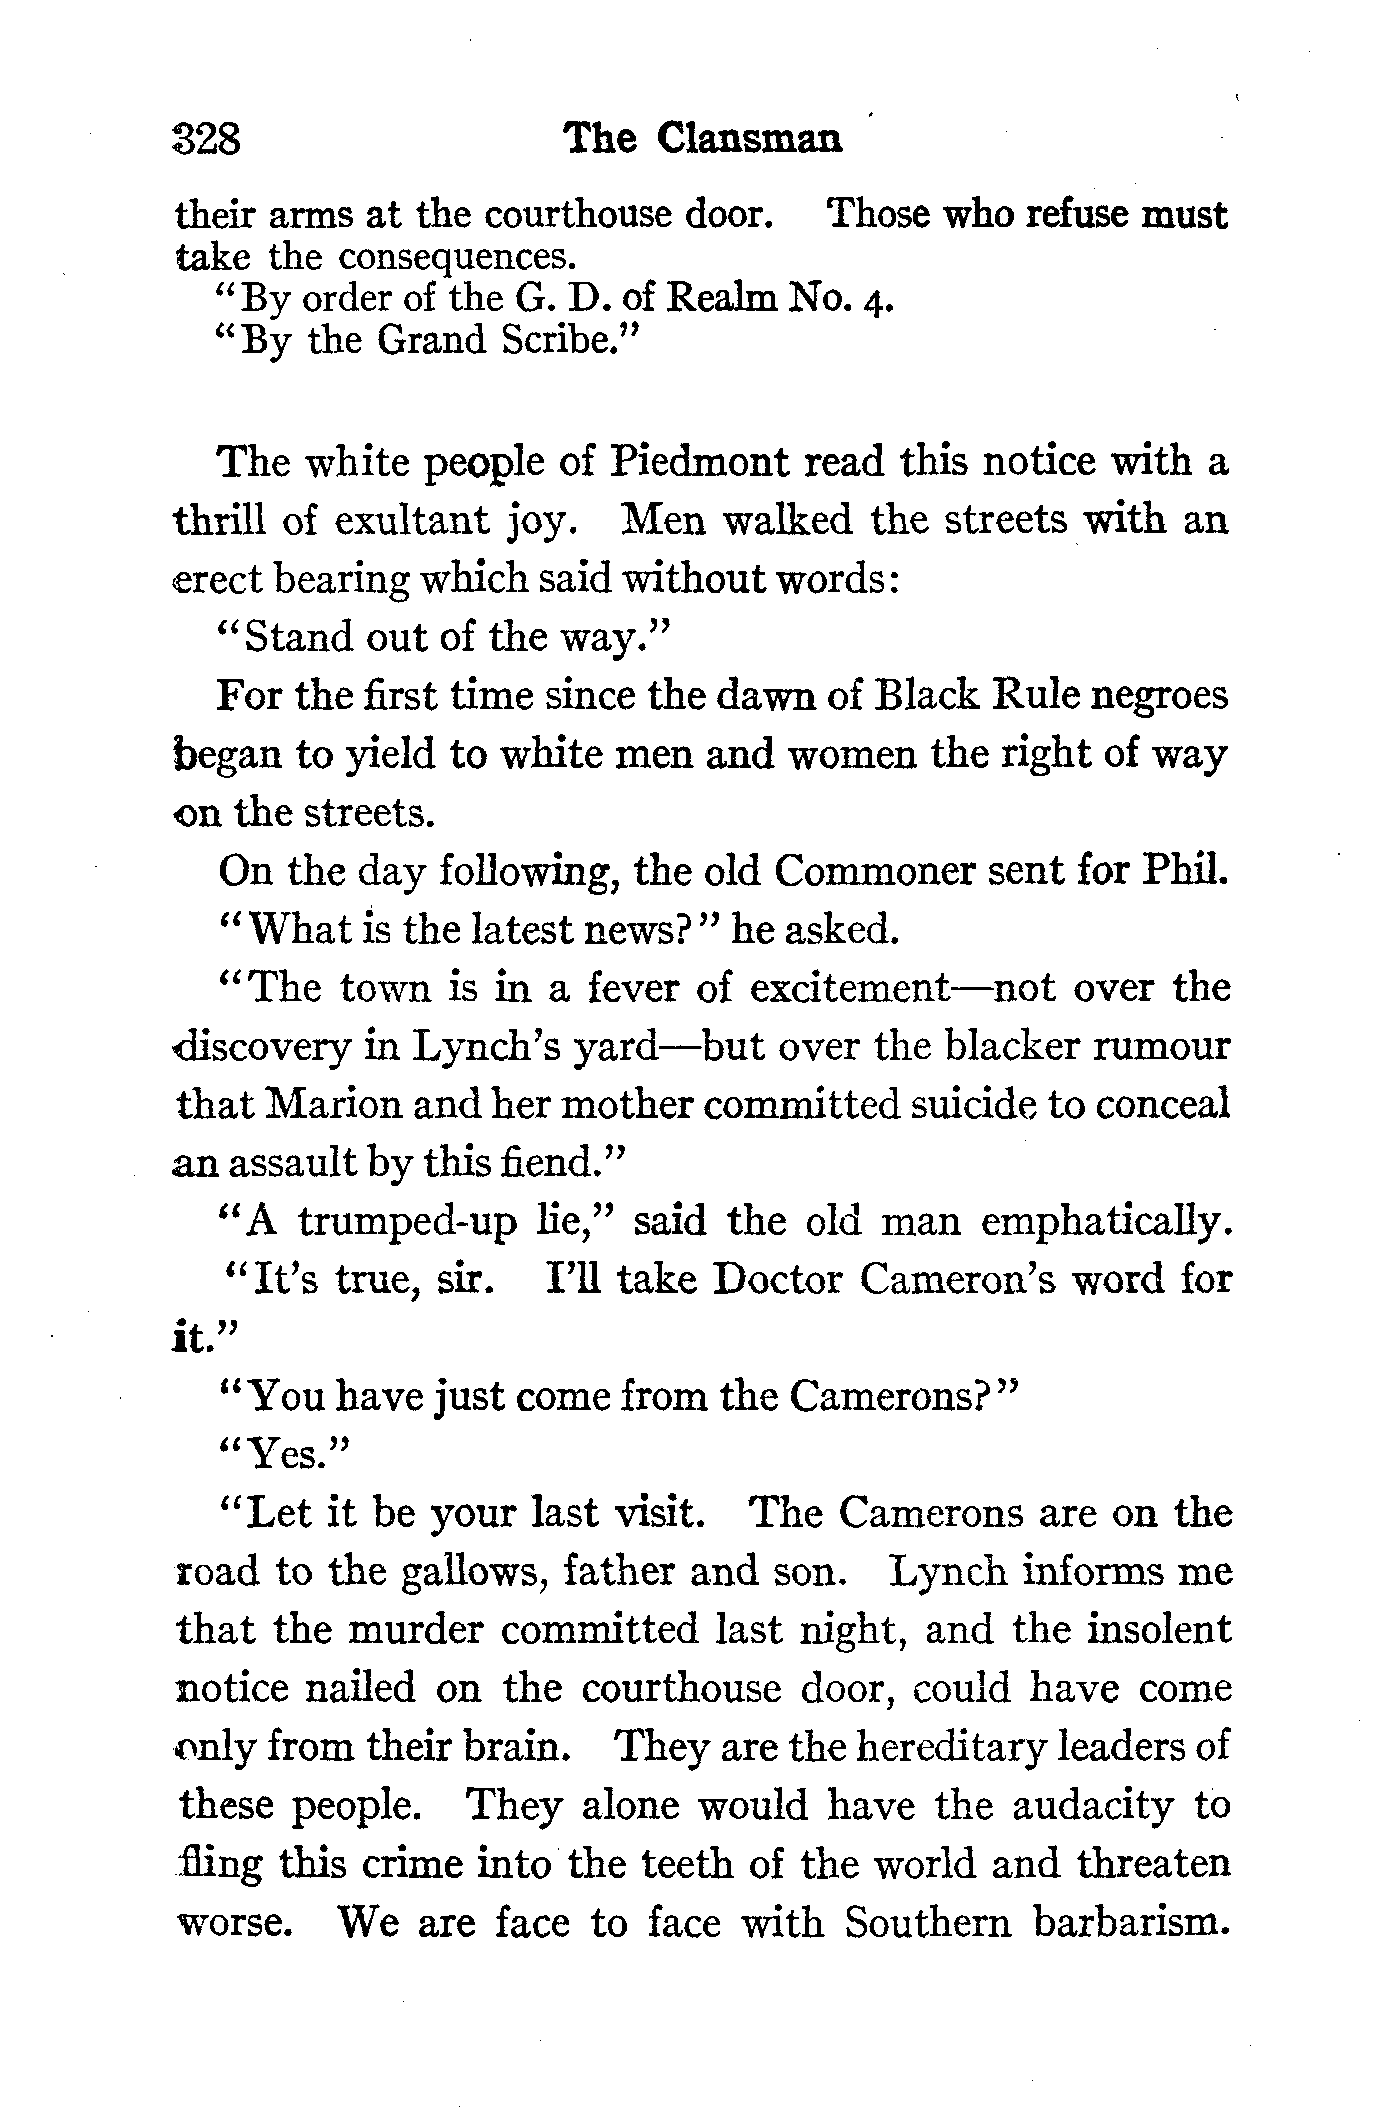 328 The Clansman
their arms at the courthouse door. Those who refuse must
take the consequences.
"By order of the G. D. of Realm No. 4.
"By the Grand Scribe."
The white people of Piedmont read this notice with a
thrill of exultant joy. Men walked the streets with an
erect bearing which said without words:
"Stand out of the way."
For the first time since the dawn of Black Rule negroes
began to yield to white men and women the right of way
on the streets.
On the day following, the old Commoner sent for Phil.
"What is the latest news?" he asked.
"The town is in a fever of excitement—not over the
discovery in Lynch's yard—but over the blacker rumour
that Marion and her mother committed suicide to conceal
an assault by this fiend."
"A trumped-up lie," said the old man emphatically.
"It's true, sir. I'll take Doctor Cameron's word for
it."
"You have just come from the Camerons?"
"Yes."
"Let it be your last visit. The Camerons are on the
road to the gallows, father and son. Lynch informs me
that the murder committed last night, and the insolent
notice nailed on the courthouse door, could have come
only from their brain. They are the hereditary leaders of
these people. They alone would have the audacity to
fling this crime into the teeth of the world and threaten
worse. We are face to face with Southern barbarism.